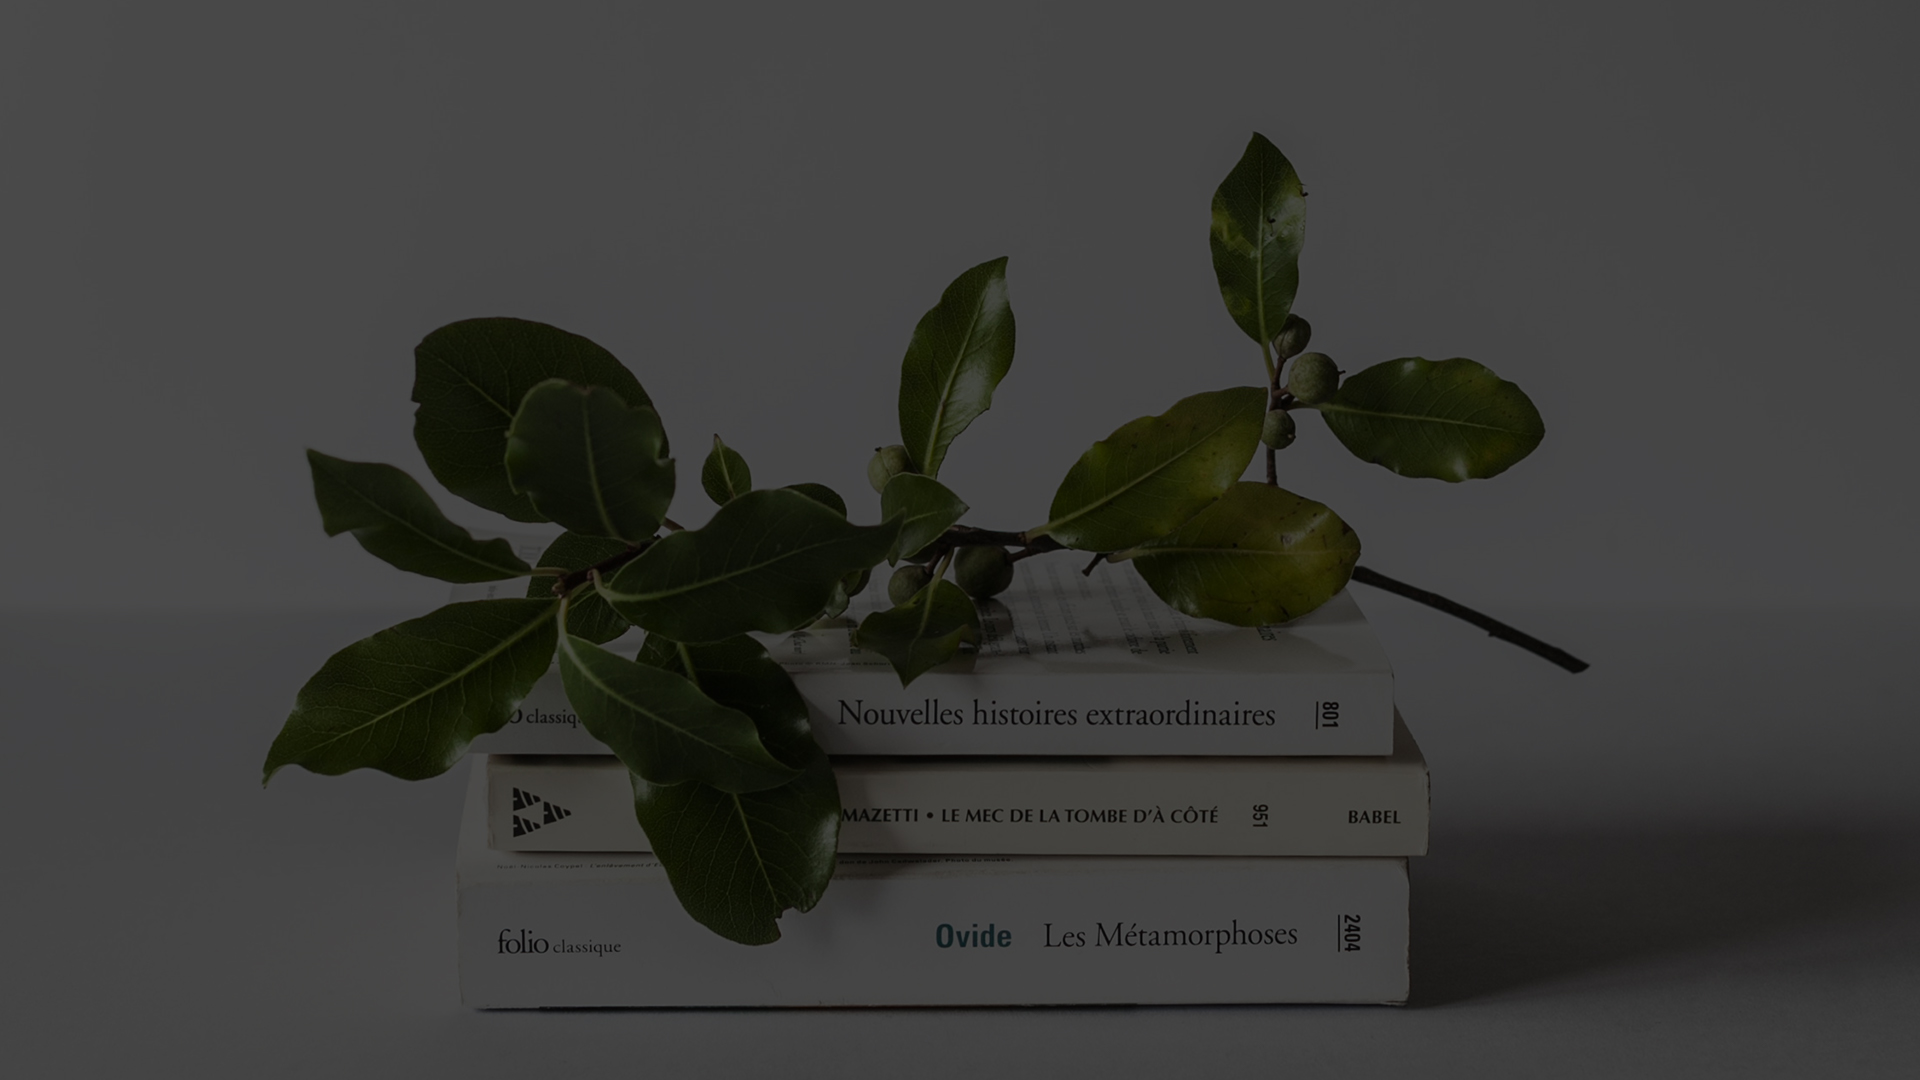 classiq
Nouvelles histoires extraordinaires
801
MAZETTI • LE MEC DE LA TOMBE D'À CÔTÉ
951
BABEL
folio classique
Ovide
Les Métamorphoses
2404